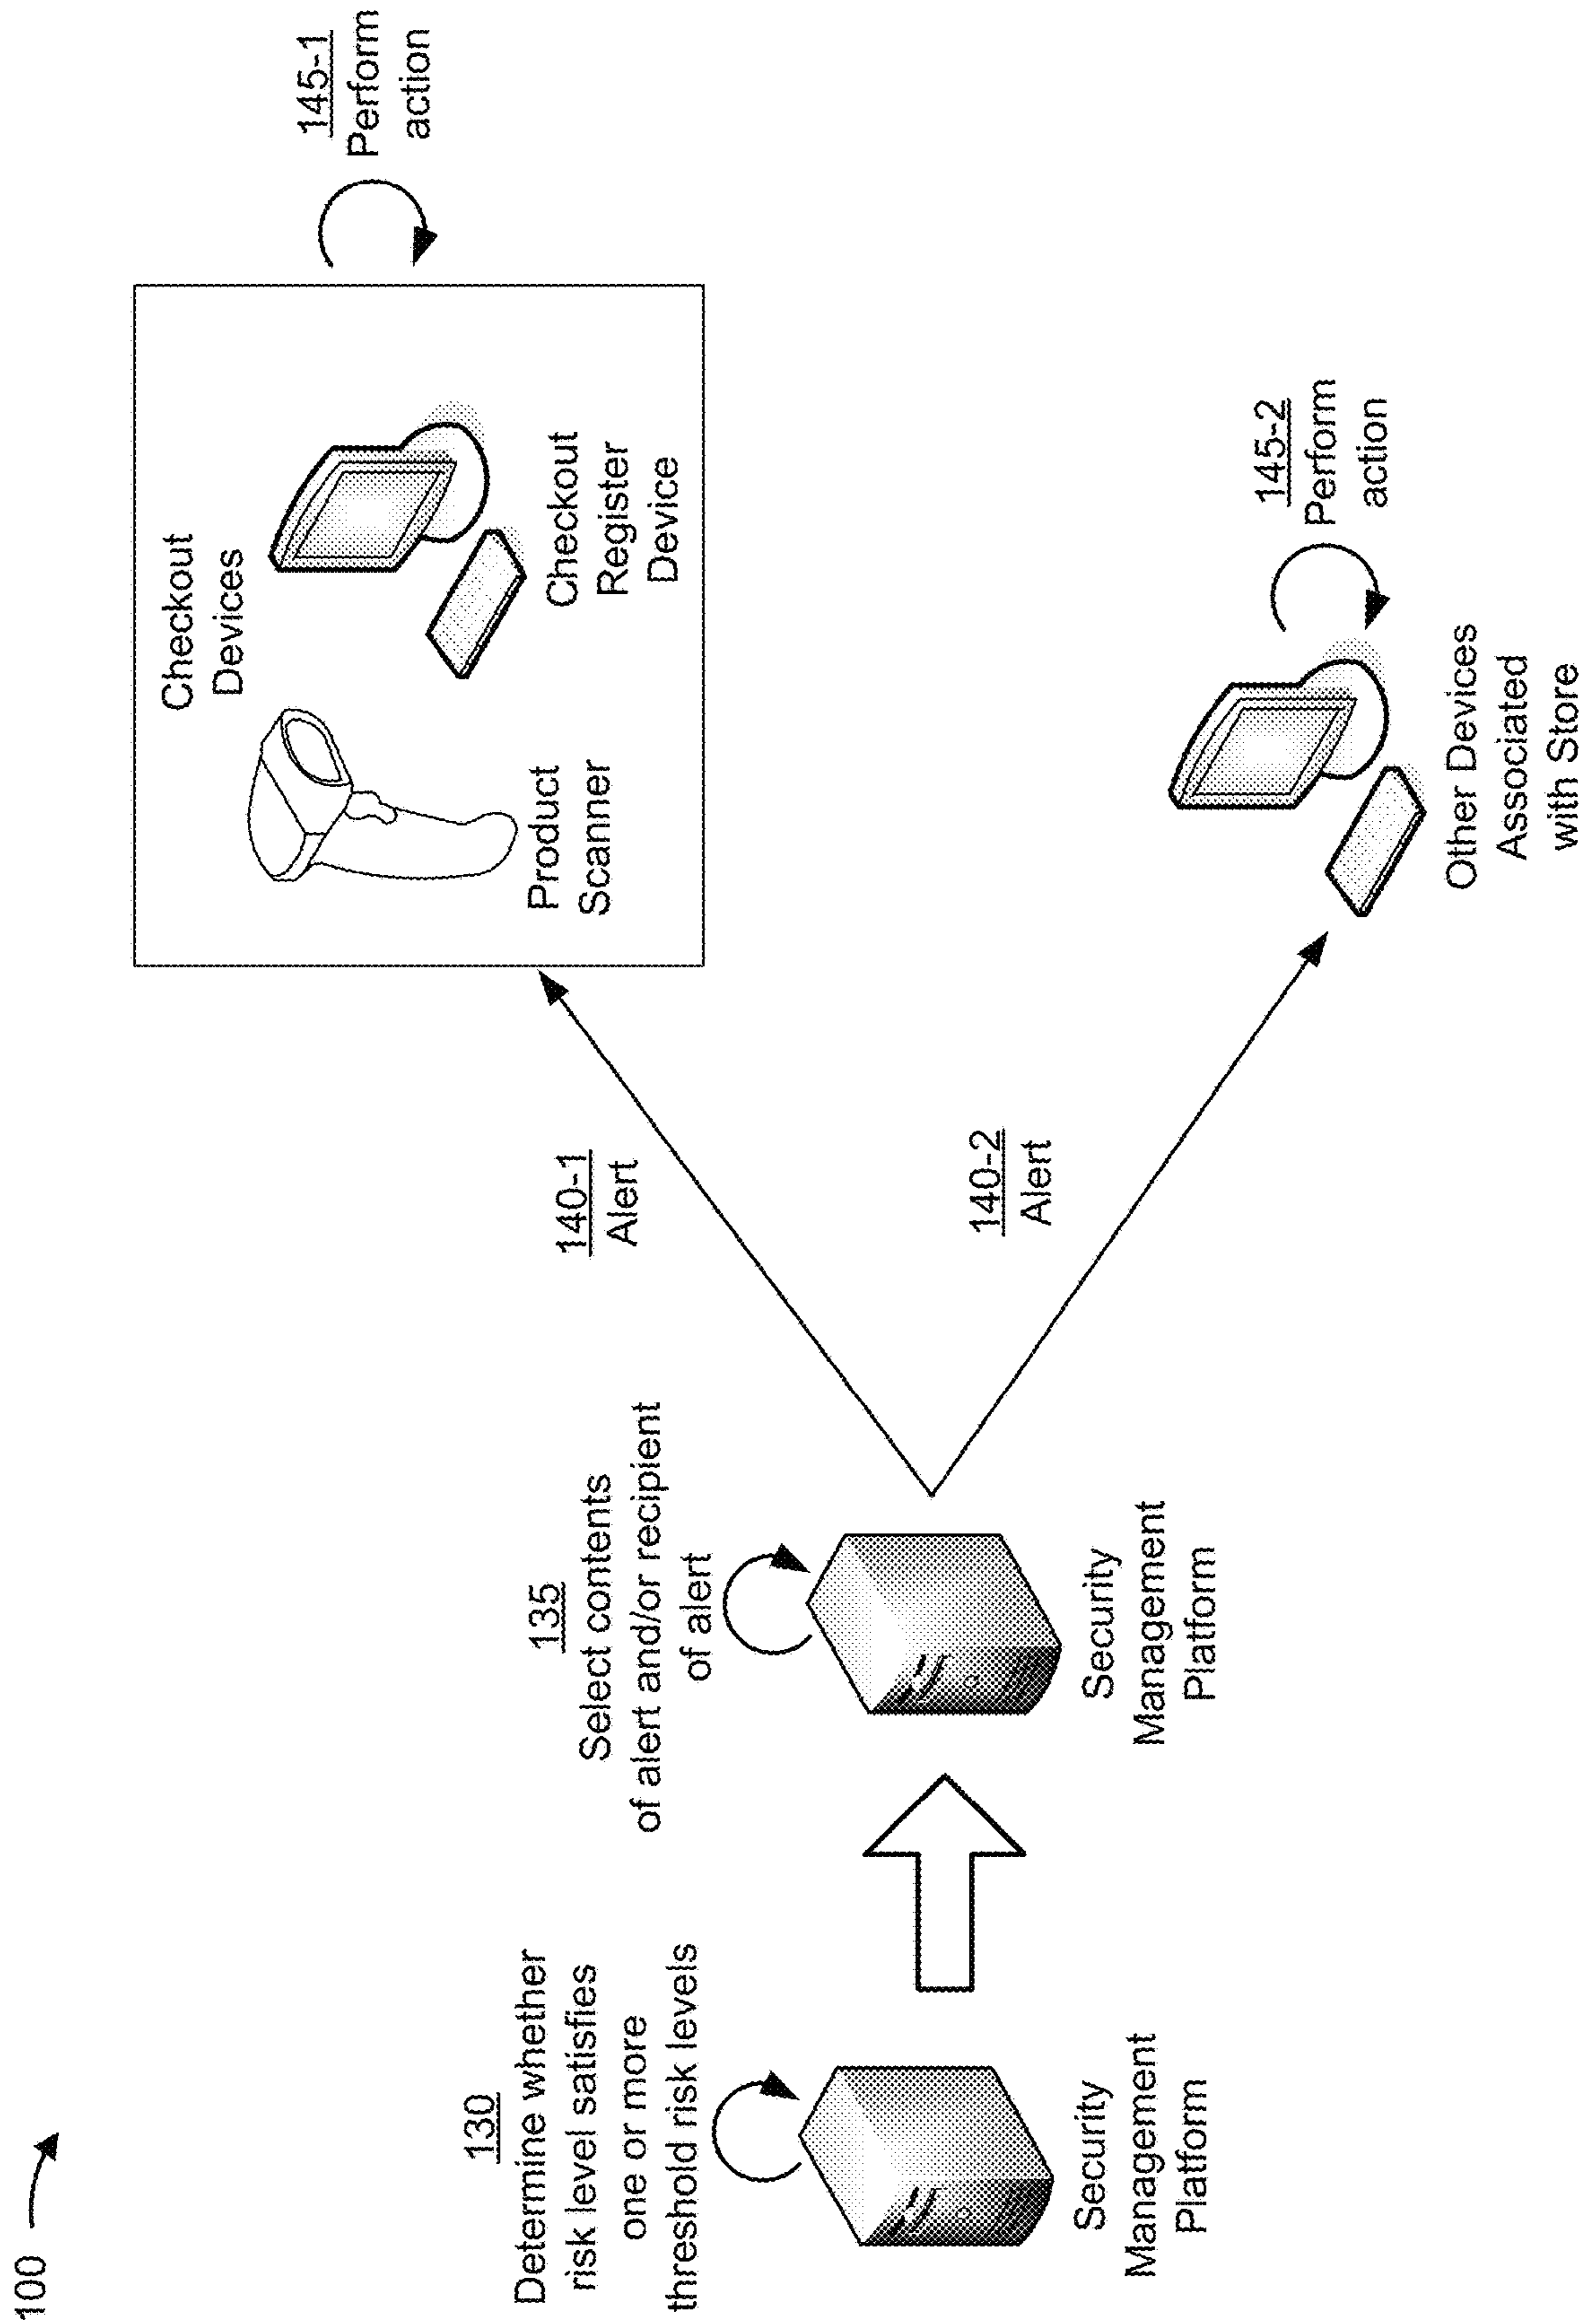 100
130
Determine whether
risk level satisfies
one or more
threshold risk levels
Security
Management
Platform
135
Select contents
of alert and/or recipient
of alert
Security
Management
Platform
140-1
Alert
140-2
Alert
Checkout
Devices
Product
Scanner
Checkout
Register
Device
145-1
Perform
action
Other Devices
Associated
with Store
145-2
Perform
action